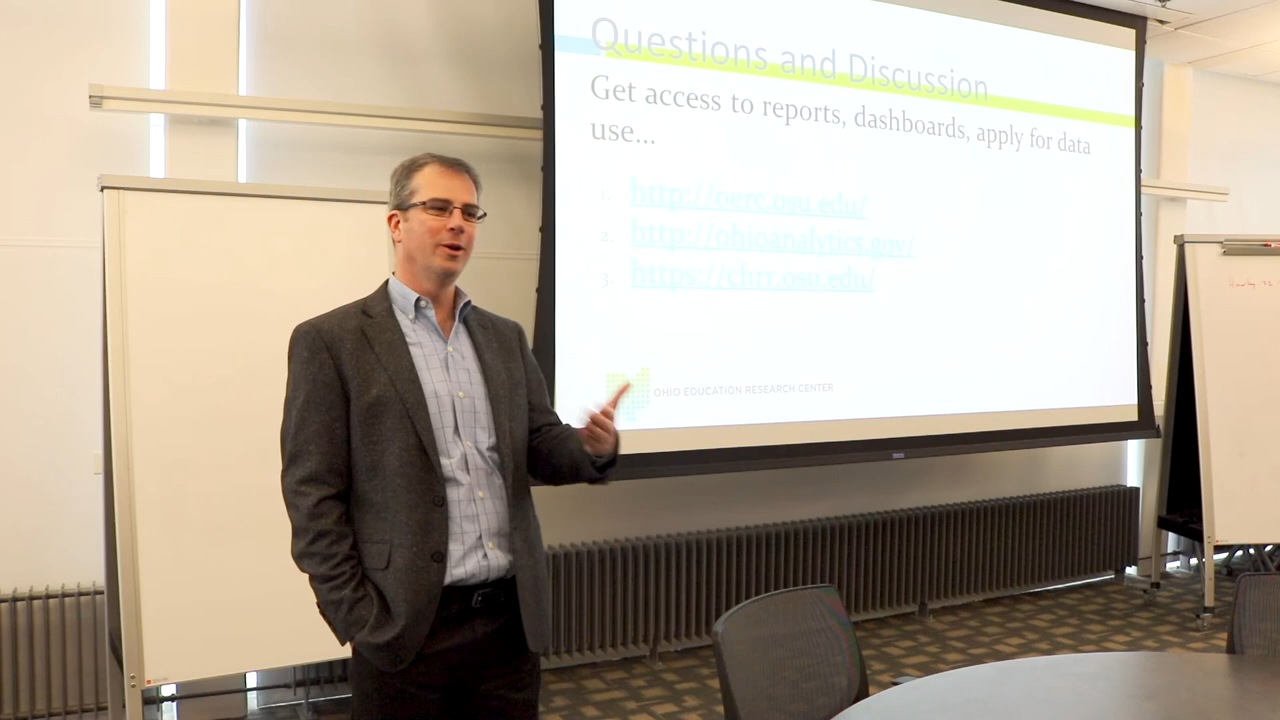 Questions and Discussion
Get access to reports, dashboards, apply for data
use...
1. http://oerc.osu.edu/
2. http://ohioanalytics.gov/
3. https://chrr.osu.edu/
OHIO EDUCATION RESEARCH CENTER